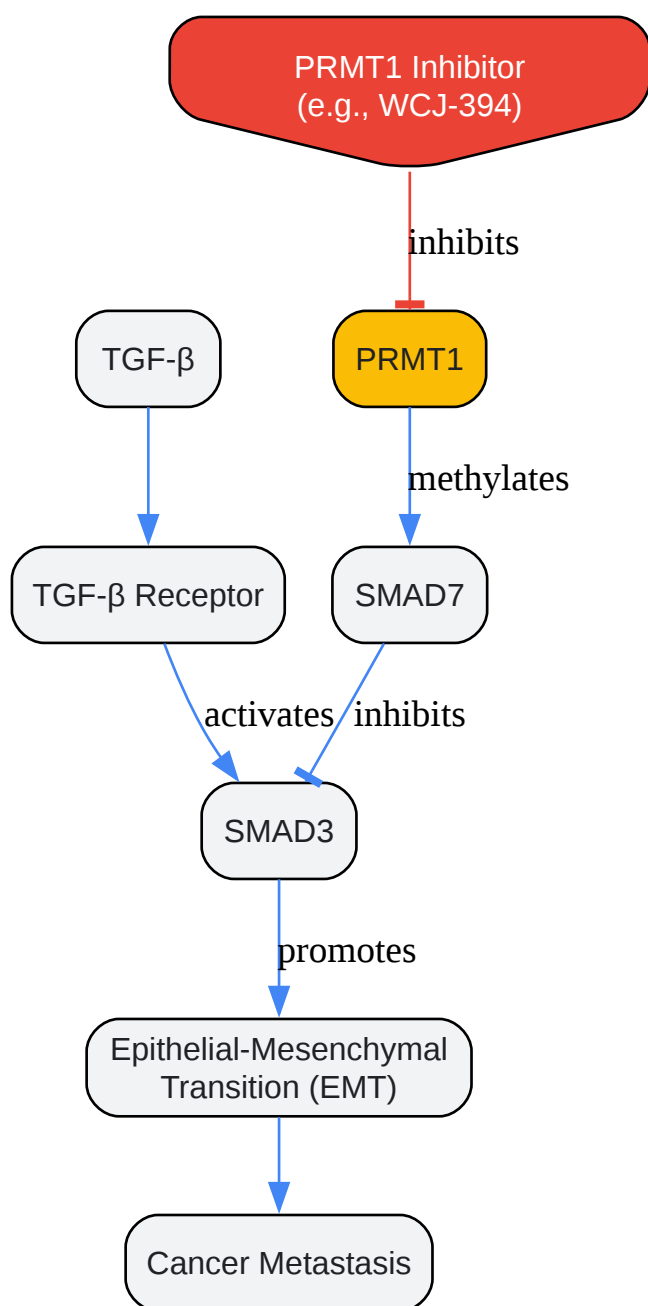 PRMT1 Inhibitor
(e.g., WCJ-394)
inhibits
TGF-β
PRMT1
methylates
TGF-β Receptor
SMAD7
activates
inhibits
SMAD3
promotes
Epithelial-Mesenchymal
Transition (EMT)
Cancer Metastasis